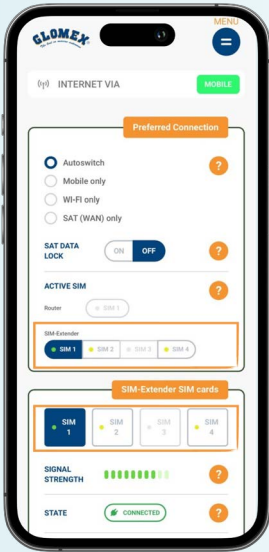 MENU
GLOMEX
INTERNET VIA
MOBILE
Preferred Connection
Autoswitch
?
Mobile only
WI-FI only
SAT (WAN) only
SAT DATA
LOCK
ON
OFF
?
ACTIVE SIM
?
Router
SIM 1
SIM-Extender
SIM 1
SIM 2
SIM 3
SIM 4
SIM-Extender SIM cards
SIM
1
SIM
2
SIM
3
SIM
4
SIGNAL
STRENGTH
?
STATE
CONNECTED
?